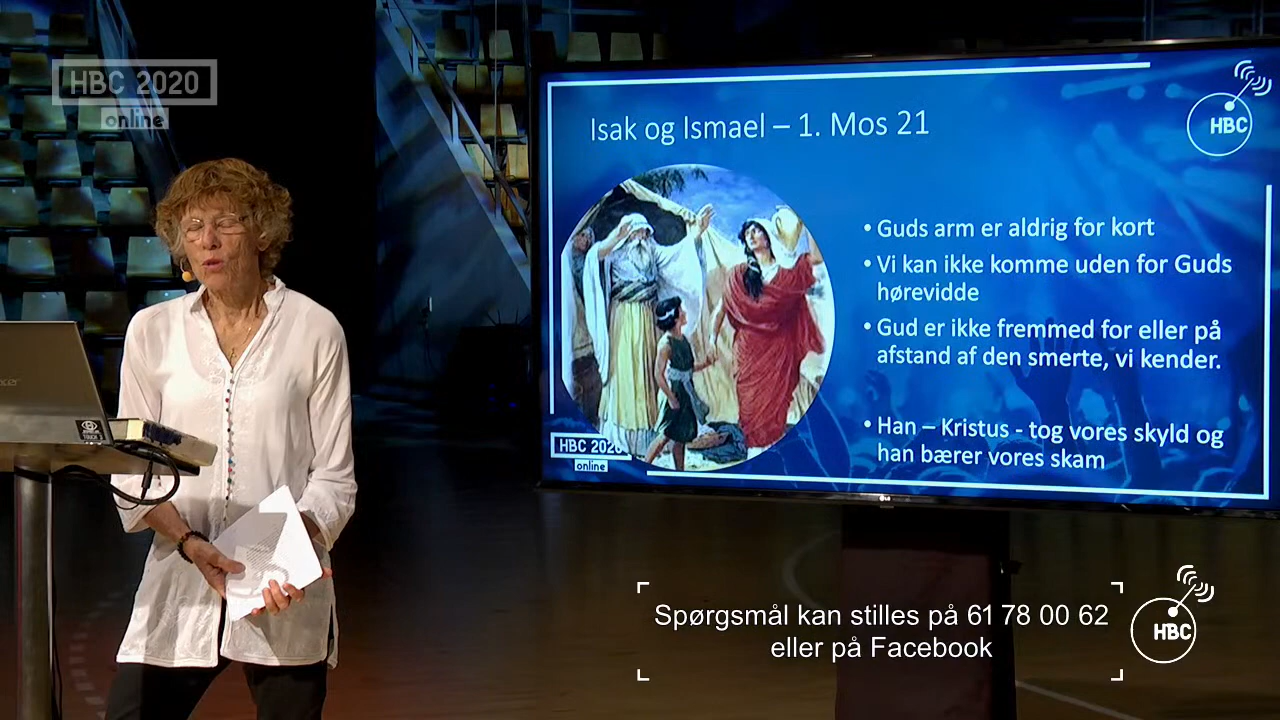 HBC 2020
online
Isak og Ismael – 1. Mos 21
HBC
• Guds arm er aldrig for kort
• Vi kan ikke komme uden for Guds
hørevidde
• Gud er ikke fremmed for eller på
afstand af den smerte, vi kender.
• Han – Kristus - tog vores skyld og
han bærer vores skam
HBC 2020
online
LG
Spørgsmål kan stilles på 61 78 00 62
eller på Facebook
HBC